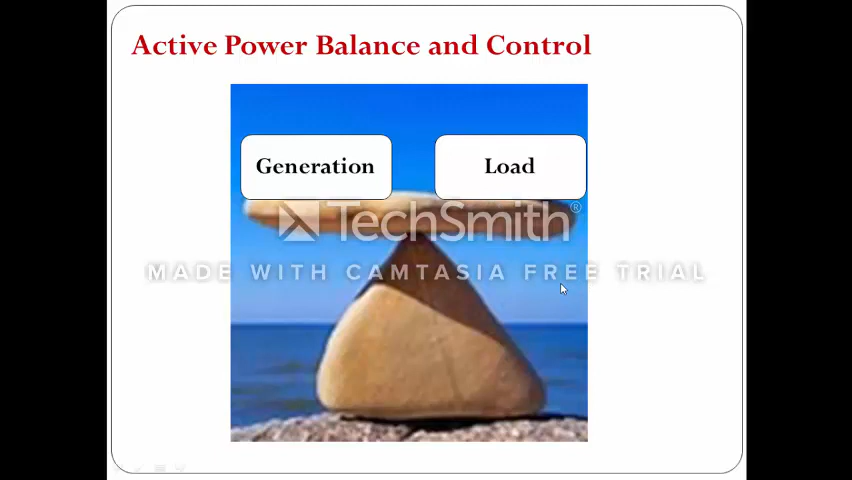 Active Power Balance and Control
Generation
Load
TechSmith®
MADE WITH CAMTASIA FREE TRIAL